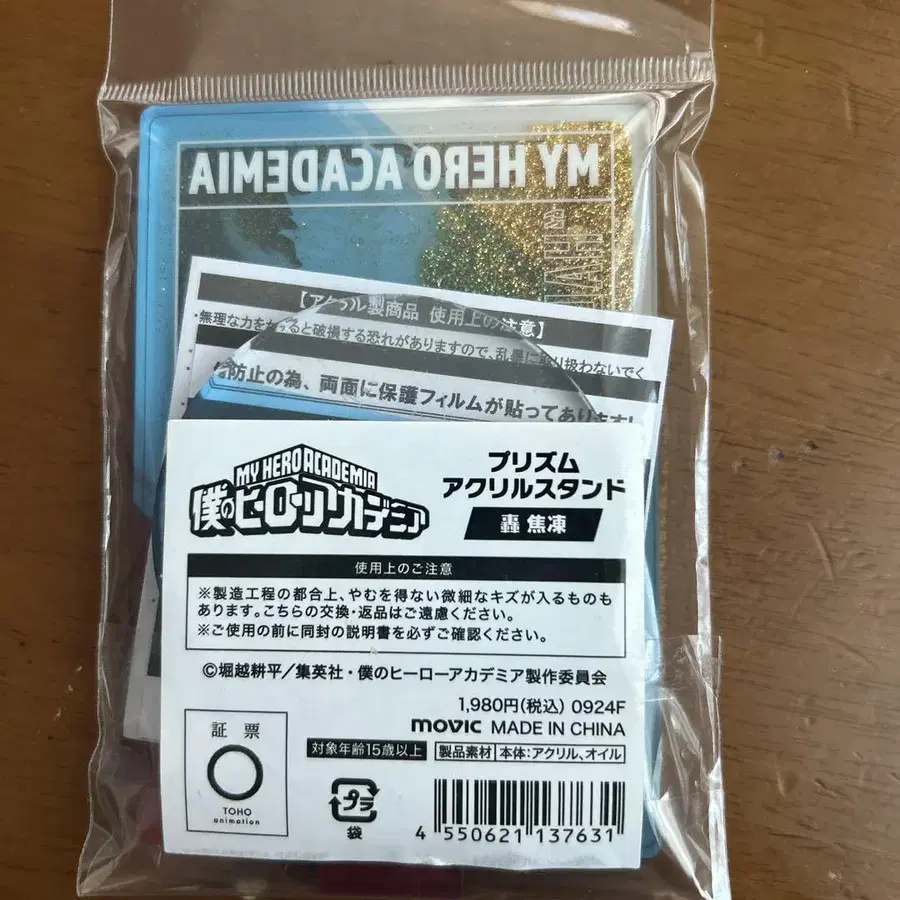 MY HERO ACADEMIA
【アクリル製商品 使用上の注意】
・無理な力をかけると破損する恐れがありますので、乱暴に取り扱わないでく
防止の為、両面に保護フィルムが貼ってあります!
MY HERO ACADEMIA
僕のヒーローアカデミア
プリズム
アクリルスタンド
轟 焦凍
使用上のご注意
※製造工程の都合上、やむを得ない微細なキズが入るものも
あります。こちらの交換・返品はご遠慮ください。
※ご使用の前に同封の説明書を必ずご確認ください。
©堀越耕平／集英社・僕のヒーローアカデミア製作委員会
1,980円(税込) 0924F
movic MADE IN CHINA
対象年齢15歳以上 製品素材 本体：アクリル、オイル
証 票
TOHO
animation
プラ
袋
4 550621 137631